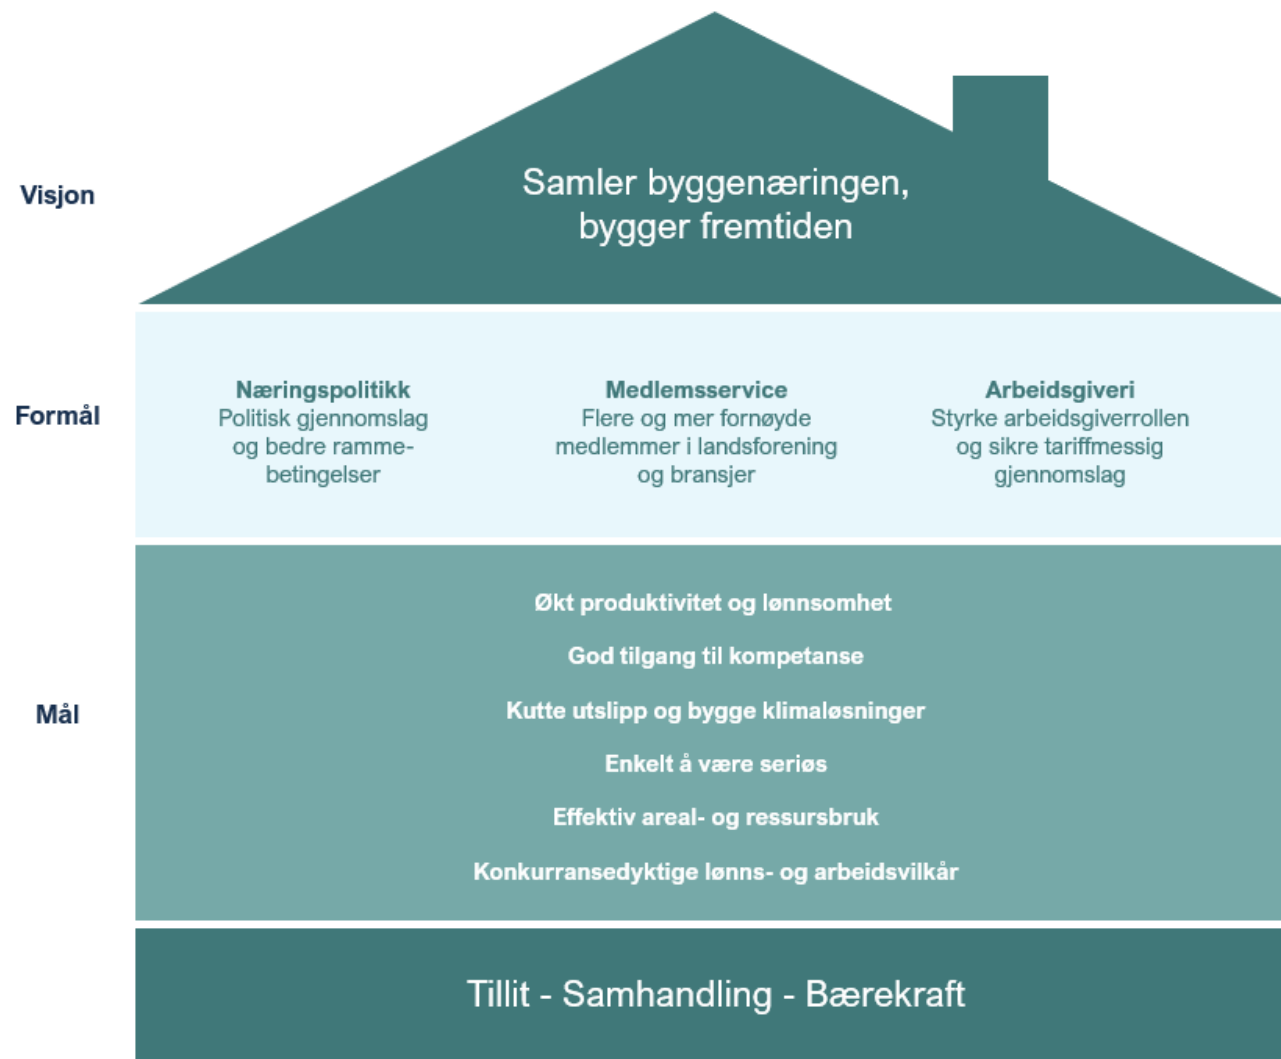 Visjon
Samler byggenæringen,
bygger fremtiden
Formål
Næringspolitikk
Politisk gjennomslag
og bedre ramme-
betingelser
Medlemsservice
Flere og mer fornøyde
medlemmer i landsforening
og bransjer
Arbeidsgiveri
Styrke arbeidsgiverrollen
og sikre tariffmessig
gjennomslag
Mål
Økt produktivitet og lønnsomhet
God tilgang til kompetanse
Kutte utslipp og bygge klimaløsninger
Enkelt å være seriøs
Effektiv areal- og ressursbruk
Konkurransedyktige lønns- og arbeidsvilkår
Tillit - Samhandling - Bærekraft